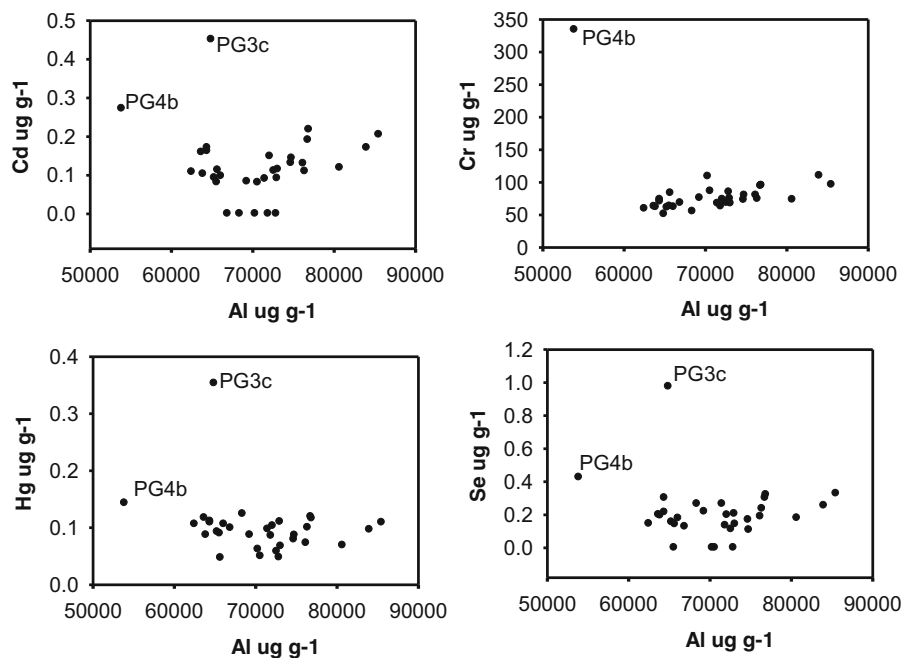 0.5
0.4
0.3
0.2
0.1
0.0
Cd ug g-1
PG3c
PG4b
50000 60000 70000 80000 90000
Al ug g-1
350
300
250
200
150
100
50
0
Cr ug g-1
PG4b
50000 60000 70000 80000 90000
Al ug g-1
0.4
0.3
0.2
0.1
0.0
Hg ug g-1
PG3c
PG4b
50000 60000 70000 80000 90000
Al ug g-1
1.2
1.0
0.8
0.6
0.4
0.2
0.0
Se ug g-1
PG3c
PG4b
50000 60000 70000 80000 90000
Al ug g-1